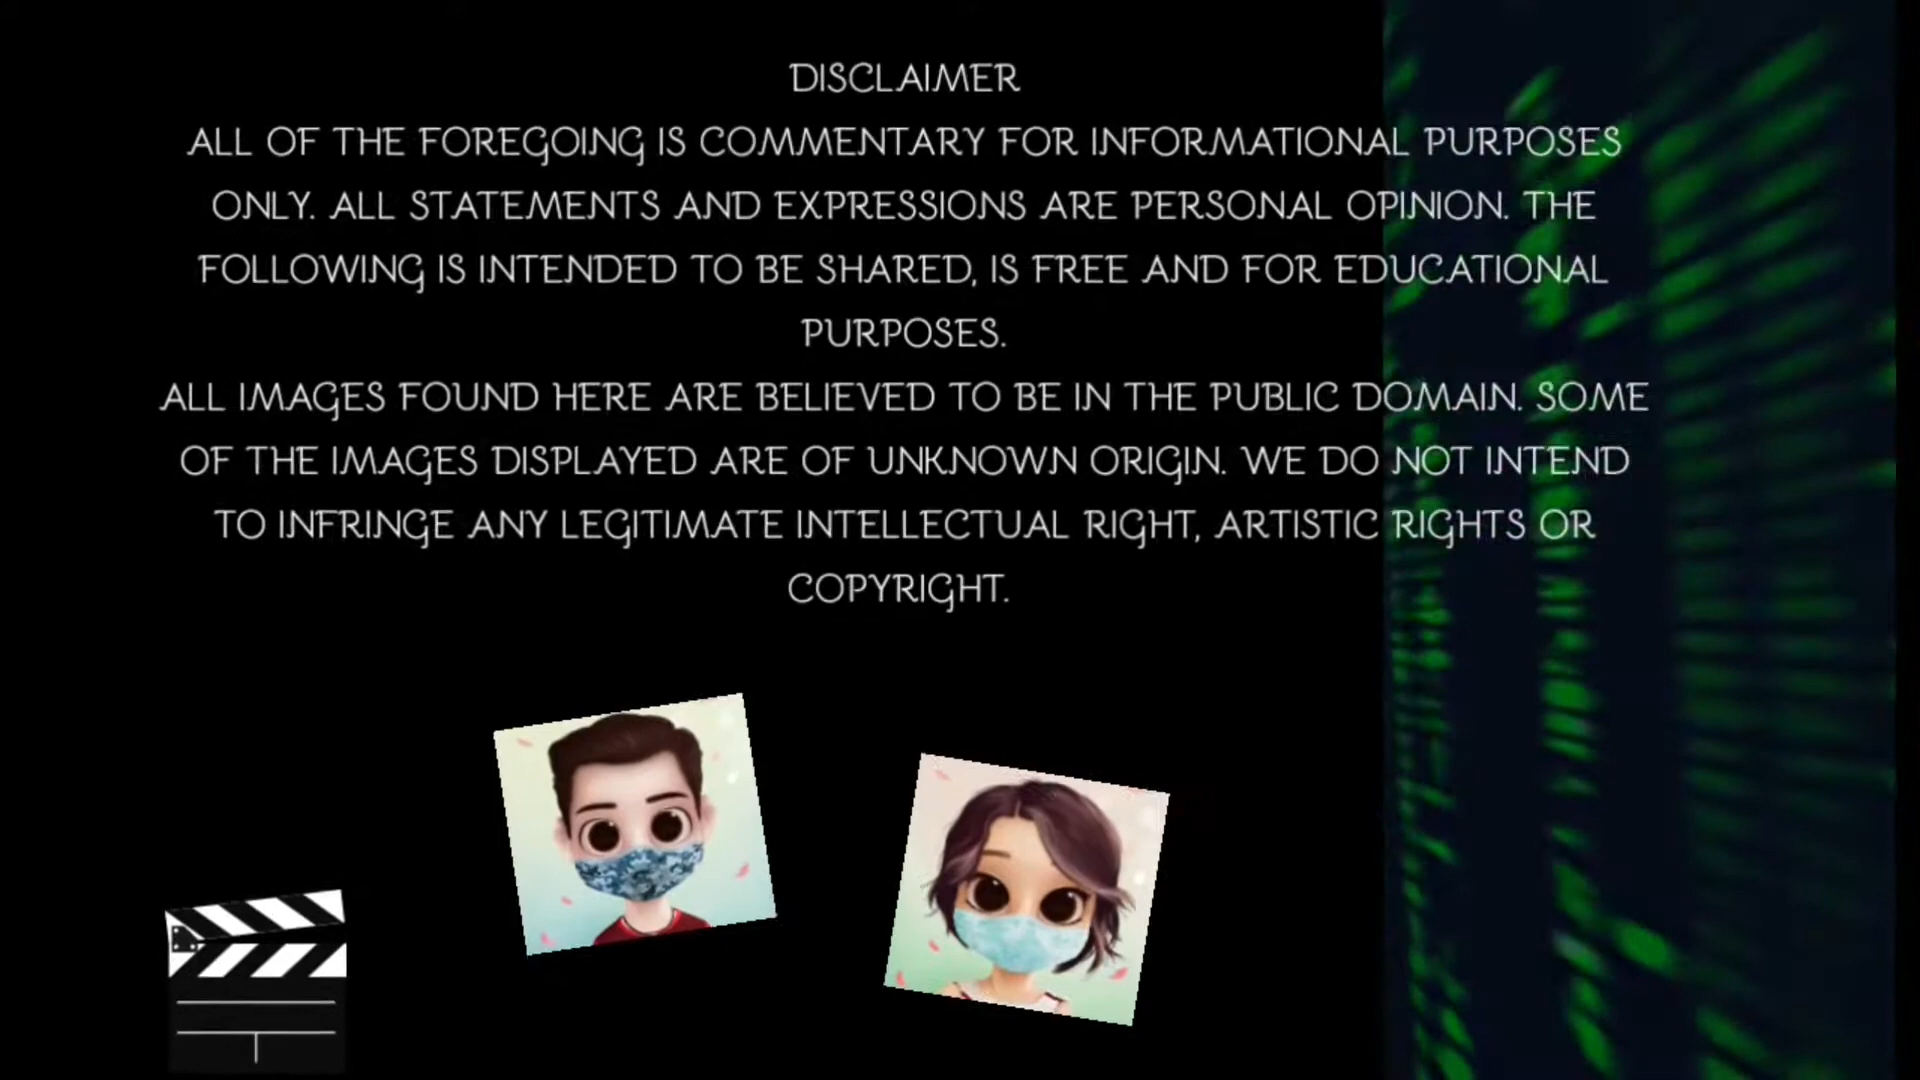 DISCLAIMER
ALL OF THE FOREGOING IS COMMENTARY FOR INFORMATIONAL PURPOSES
ONLY. ALL STATEMENTS AND EXPRESSIONS ARE PERSONAL OPINION. THE
FOLLOWING IS INTENDED TO BE SHARED, IS FREE AND FOR EDUCATIONAL
PURPOSES.
ALL IMAGES FOUND HERE ARE BELIEVED TO BE IN THE PUBLIC DOMAIN. SOME
OF THE IMAGES DISPLAYED ARE OF UNKNOWN ORIGIN. WE DO NOT INTEND
TO INFRINGE ANY LEGITIMATE INTELLECTUAL RIGHT, ARTISTIC RIGHTS OR
COPYRIGHT.